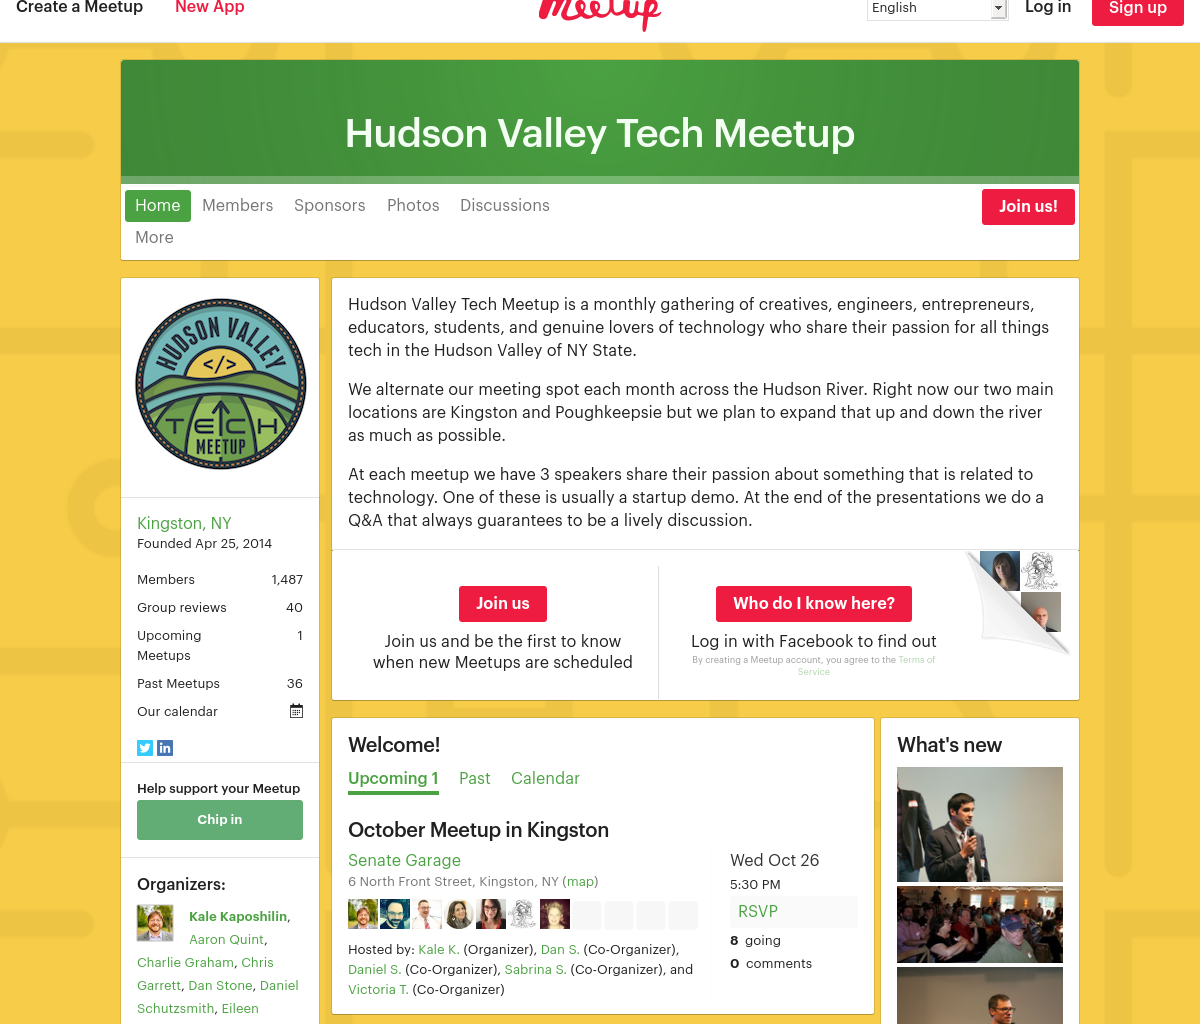 Create a Meetup
New App
Meetup
English
Log in
Sign up
Hudson Valley Tech Meetup
Home
Members
Sponsors
Photos
Discussions
Join us!
More
HUDSON VALLEY
</>
TECH
MEETUP
Kingston, NY
Founded Apr 25, 2014
Members 1,487
Group reviews 40
Upcoming 1
Meetups
Past Meetups 36
Our calendar
in
Help support your Meetup
Chip in
Organizers:
Kale Kaposhilin,
Aaron Quint,
Charlie Graham, Chris
Garrett, Dan Stone, Daniel
Schutzsmith, Eileen
Hudson Valley Tech Meetup is a monthly gathering of creatives, engineers, entrepreneurs,
educators, students, and genuine lovers of technology who share their passion for all things
tech in the Hudson Valley of NY State.
We alternate our meeting spot each month across the Hudson River. Right now our two main
locations are Kingston and Poughkeepsie but we plan to expand that up and down the river
as much as possible.
At each meetup we have 3 speakers share their passion about something that is related to
technology. One of these is usually a startup demo. At the end of the presentations we do a
Q&A that always guarantees to be a lively discussion.
Join us
Join us and be the first to know
when new Meetups are scheduled
Who do I know here?
Log in with Facebook to find out
By creating a Meetup account, you agree to the Terms of
Service
Welcome!
Upcoming 1
Past
Calendar
October Meetup in Kingston
Senate Garage
6 North Front Street, Kingston, NY (map)
Hosted by: Kale K. (Organizer), Dan S. (Co-Organizer),
Daniel S. (Co-Organizer), Sabrina S. (Co-Organizer), and
Victoria T. (Co-Organizer)
Wed Oct 26
5:30 PM
RSVP
8 going
0 comments
What's new